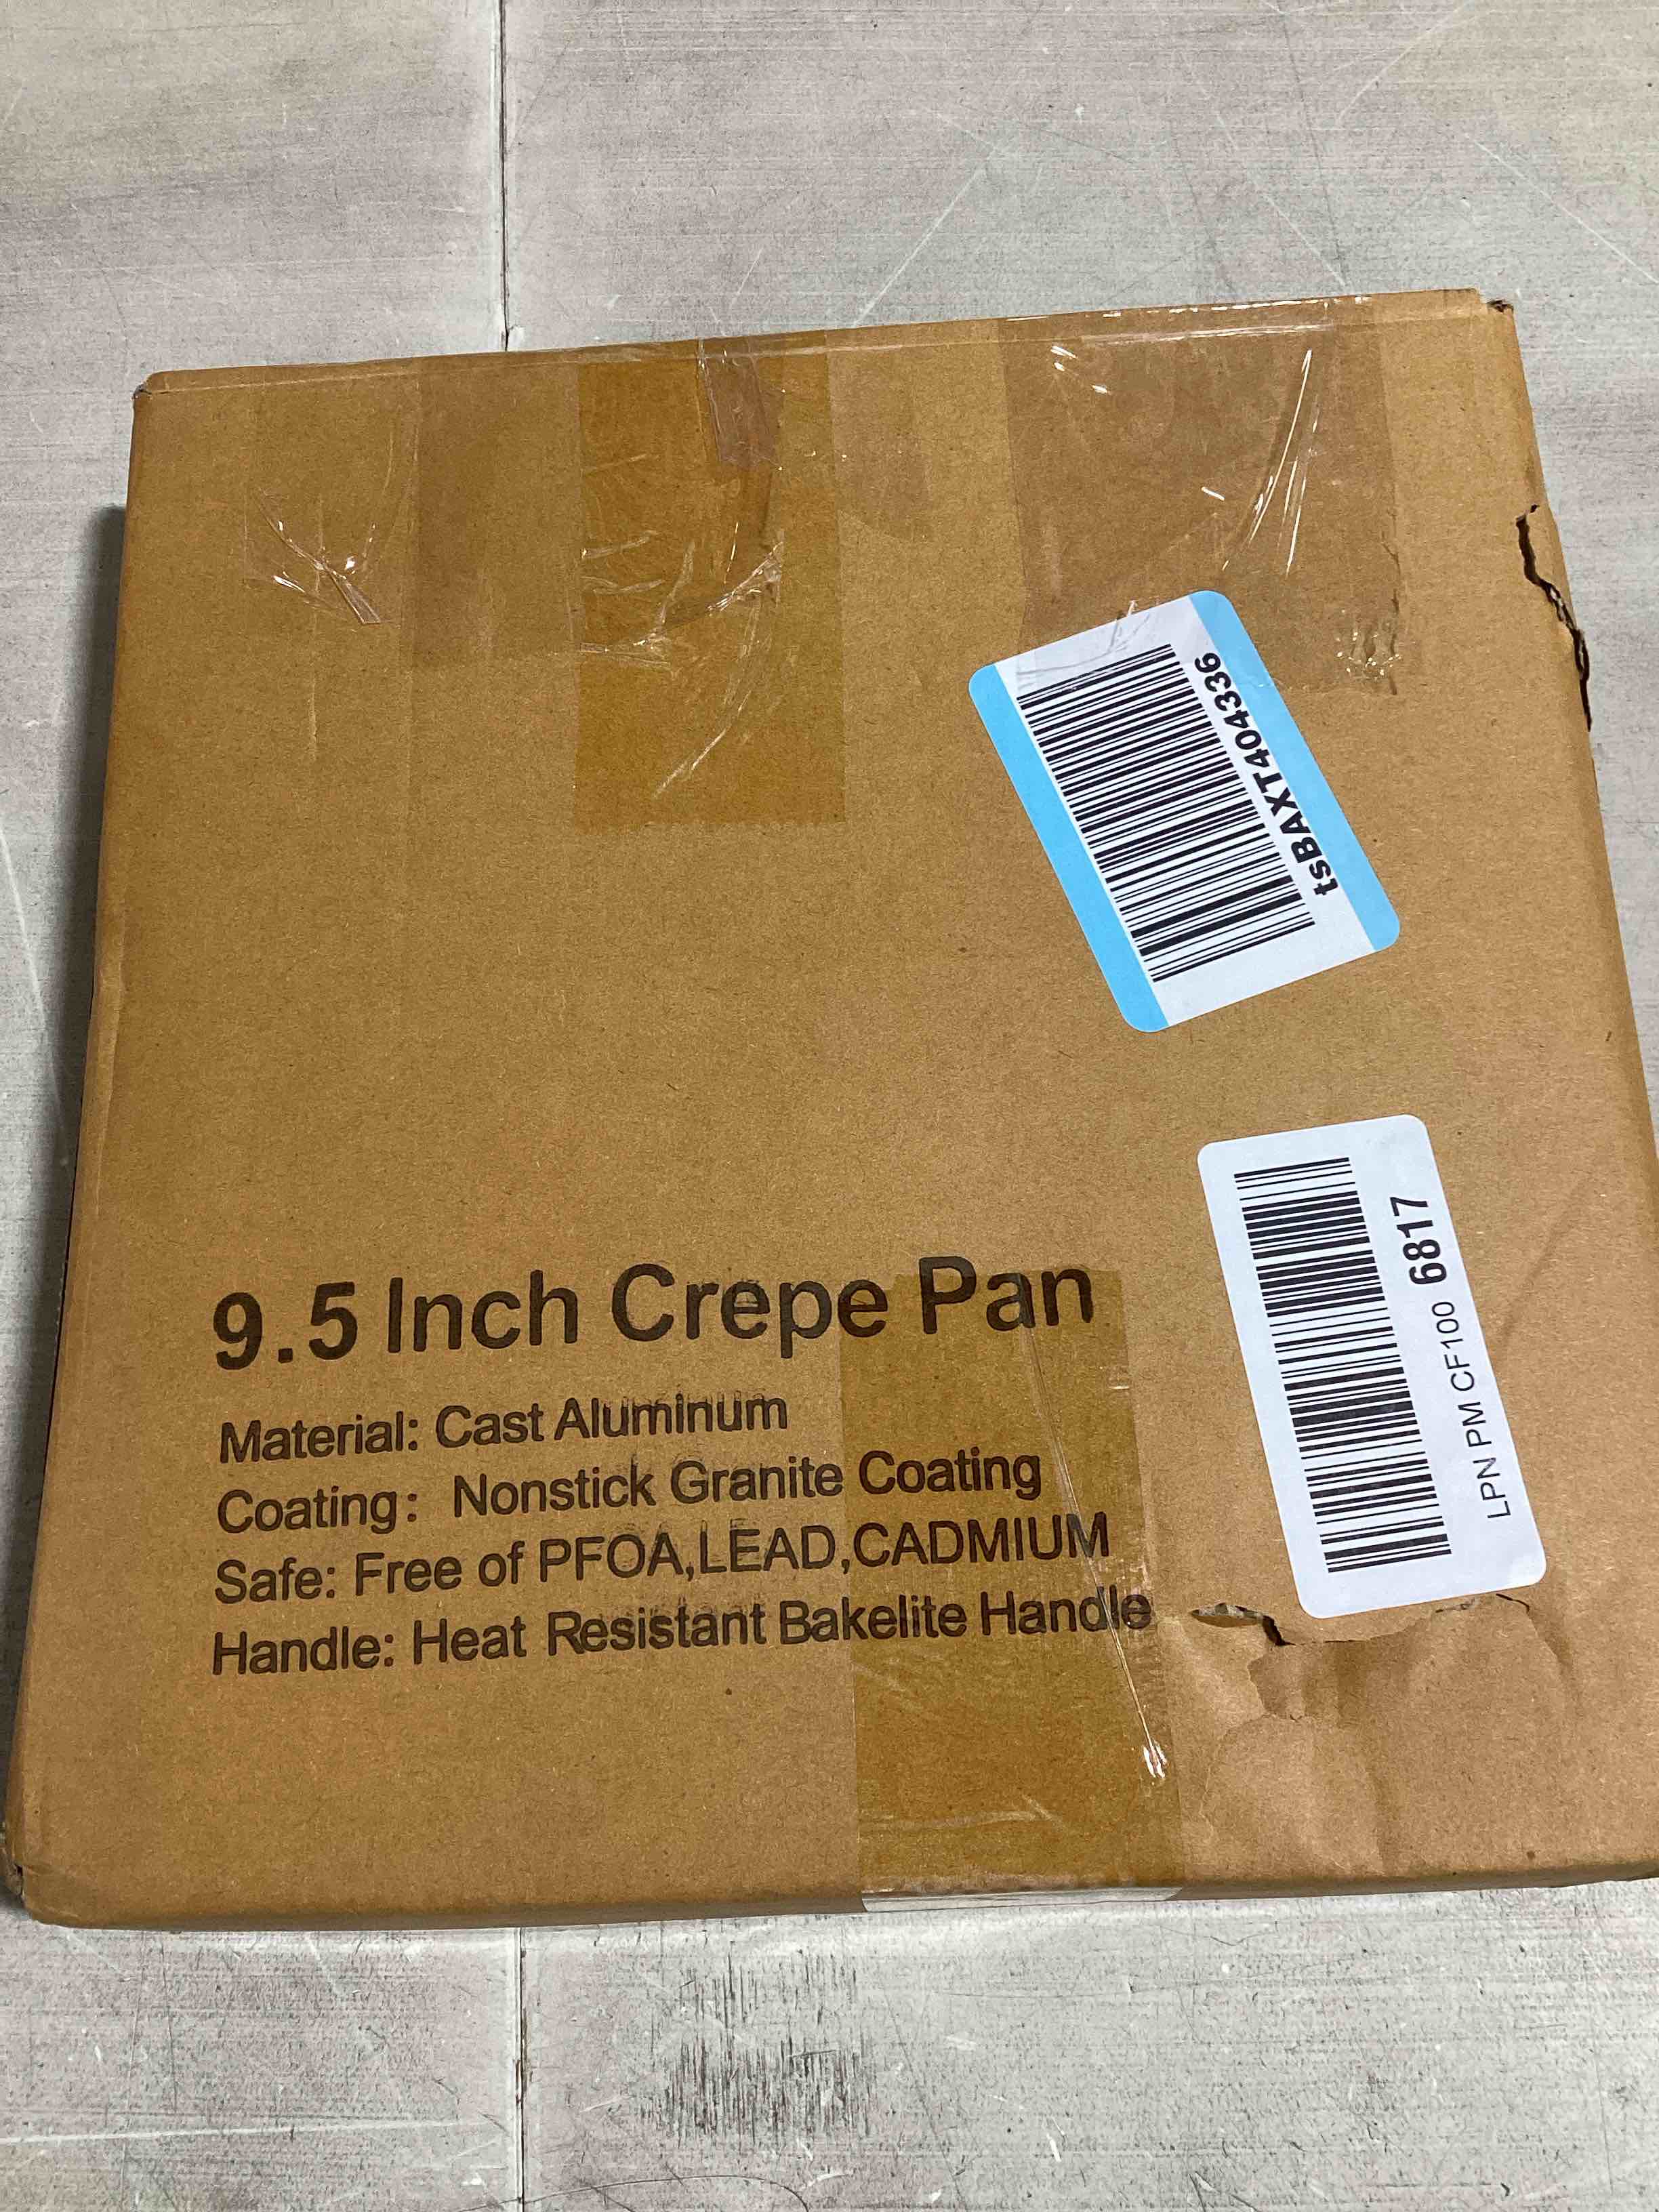 tsBAXT404336
LPN PM CF100 6817
9.5 Inch Crepe Pan
Material: Cast Aluminum
Coating: Nonstick Granite Coating
Safe: Free of PFOA,LEAD,CADMIUM
Handle: Heat Resistant Bakelite Handle